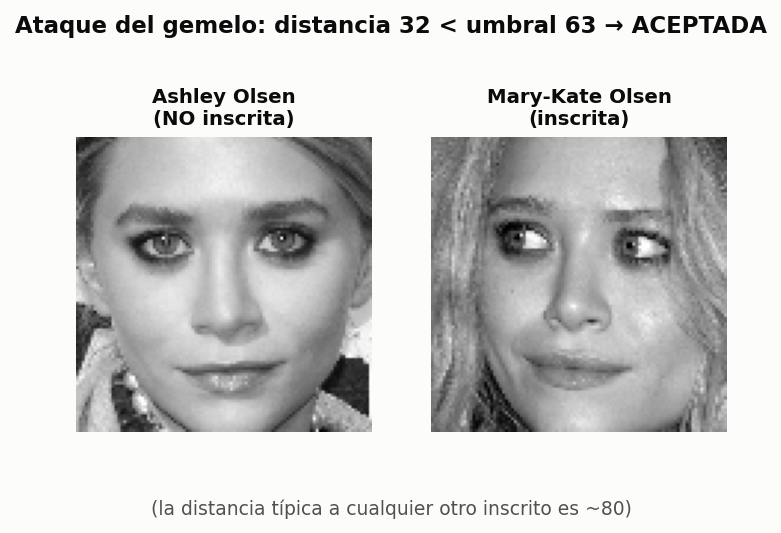 Ataque del gemelo: distancia 32 < umbral 63 → ACEPTADA
Ashley Olsen
(NO inscrita)
Mary-Kate Olsen
(inscrita)
(la distancia típica a cualquier otro inscrito es ~80)